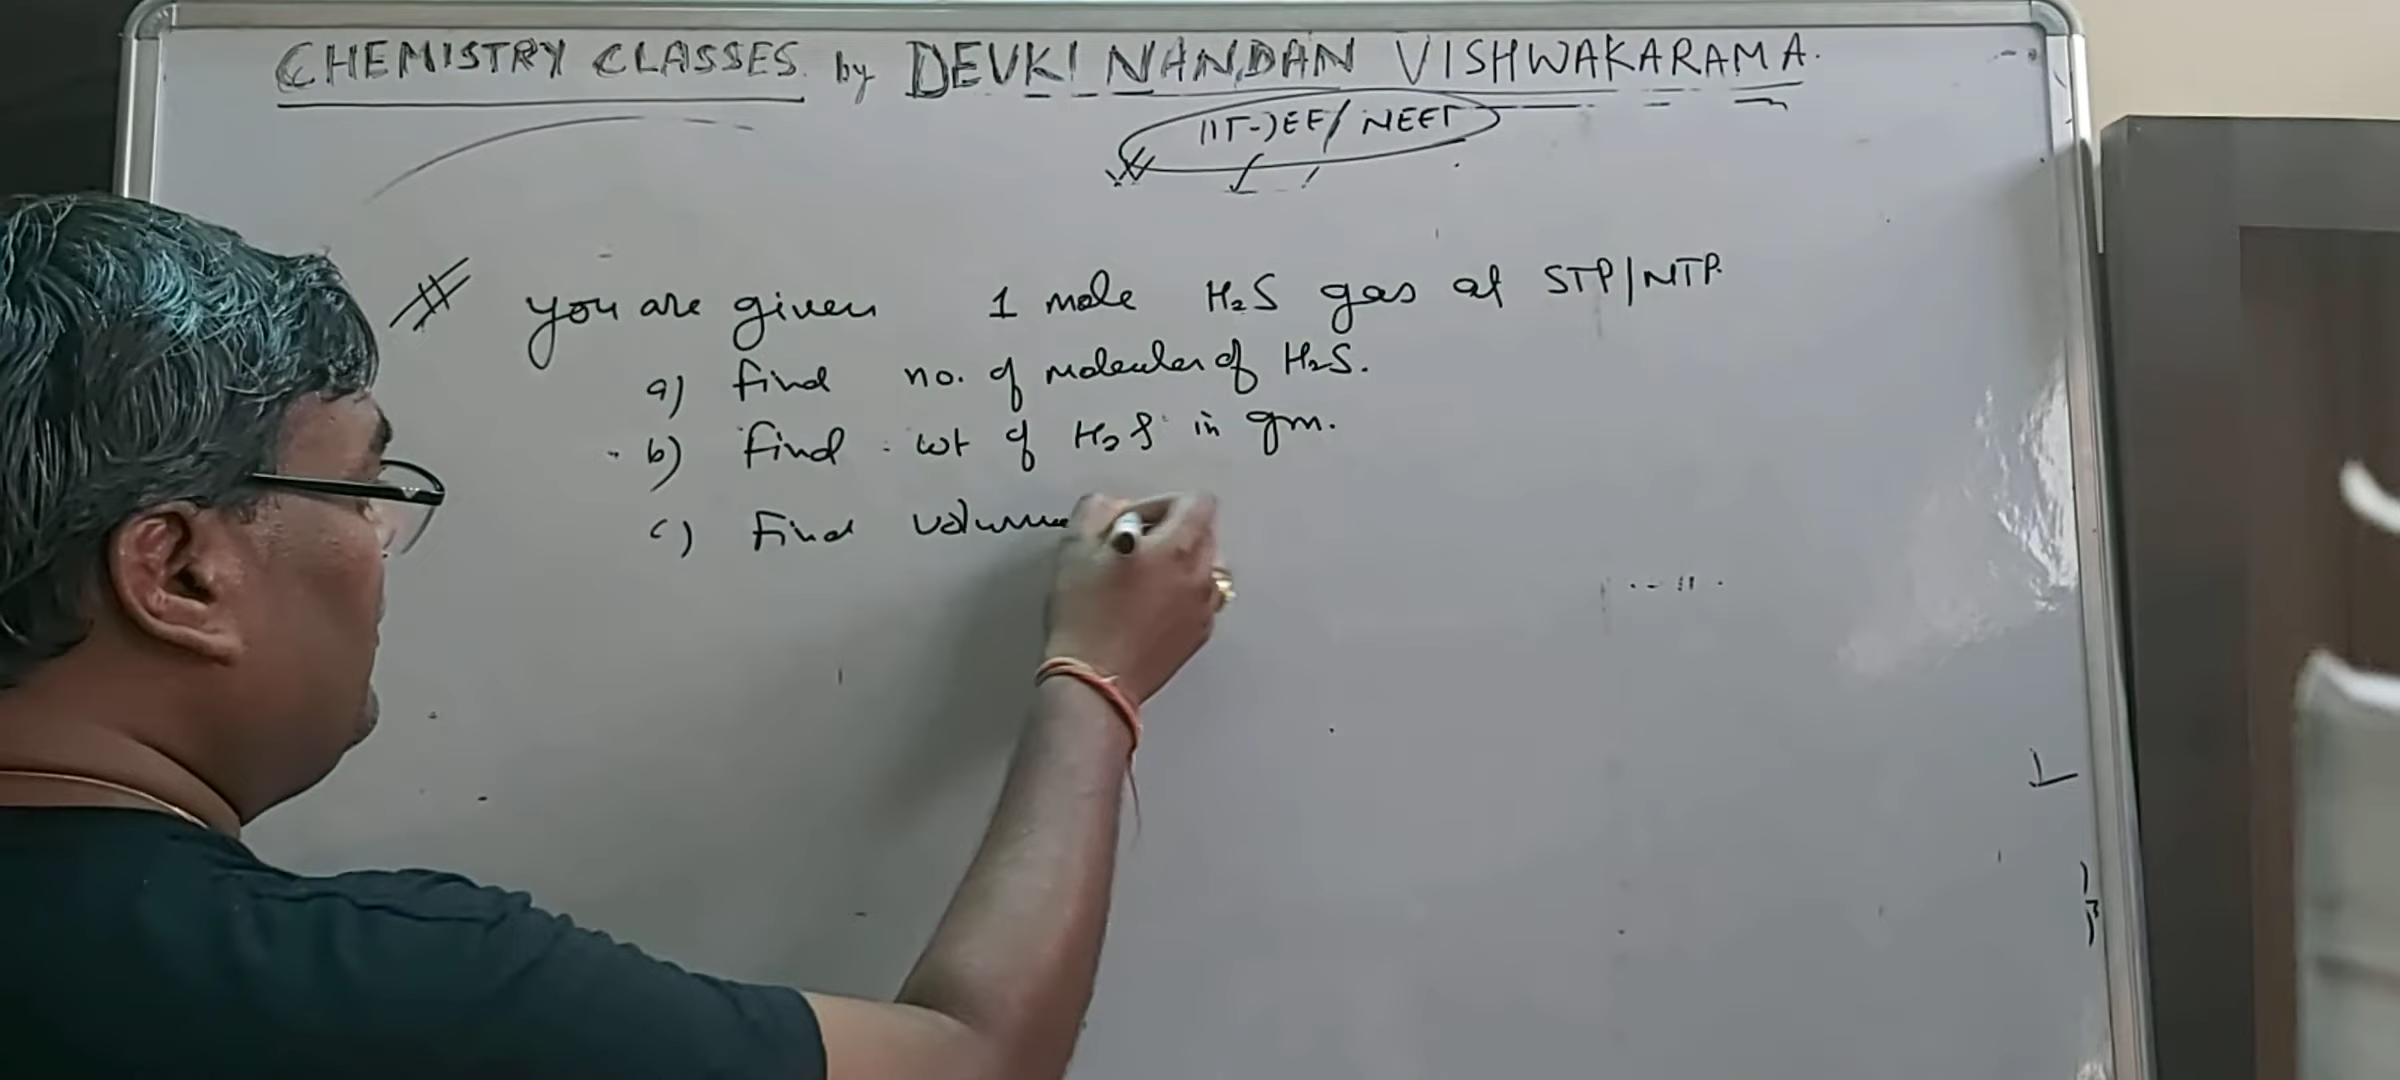 CHEMISTRY CLASSES by DEVKI NANDAN VISHWAKARAMA.
IIT-JEE/NEET
# You are given 1 mole H₂S gas at STP/NTP.
a) find no. of molecules of H₂S.
b) find wt of H₂S in gm.
c) Find volume